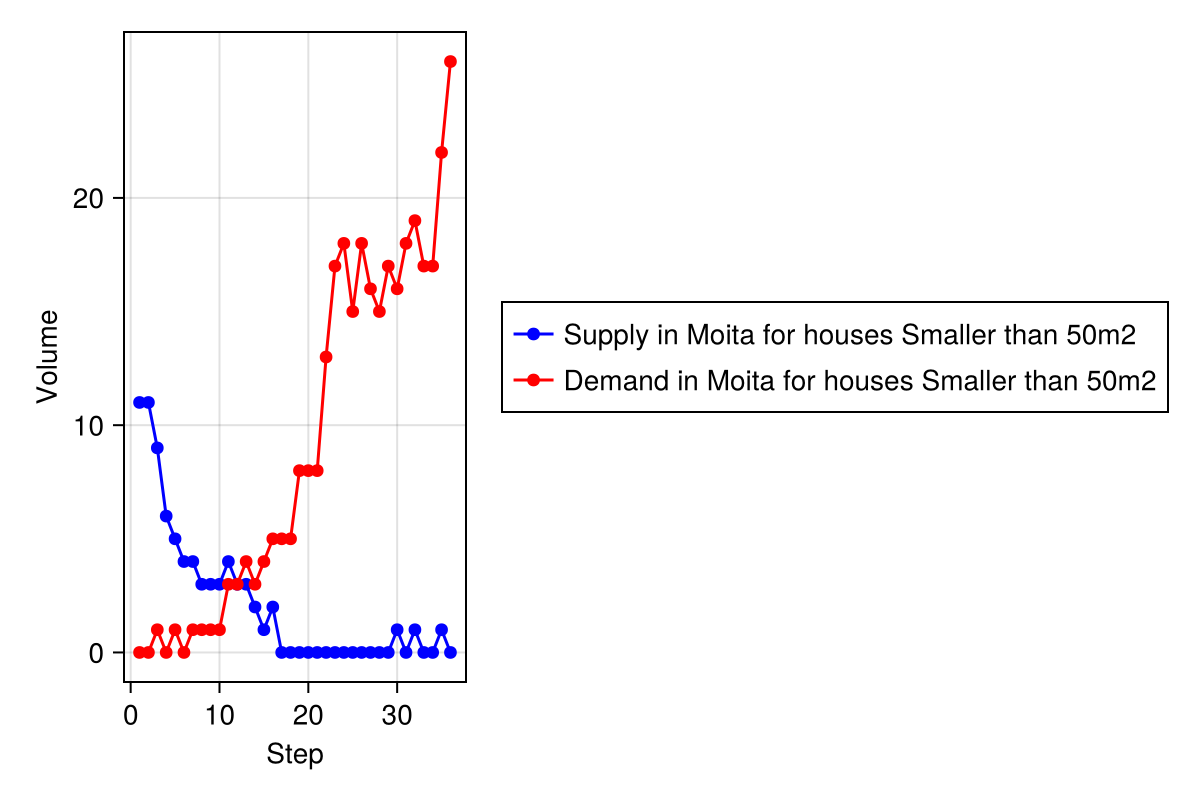 20
10
0
Volume
0 10 20 30
Step
Supply in Moita for houses Smaller than 50m2
Demand in Moita for houses Smaller than 50m2